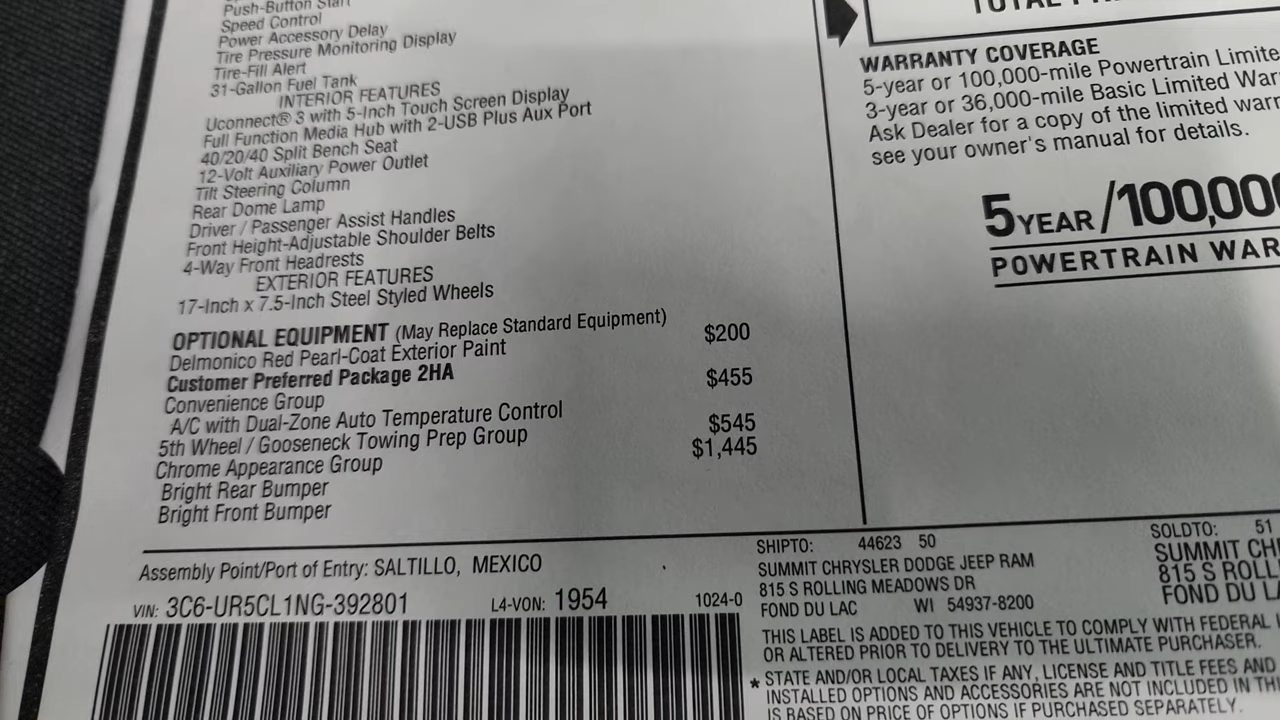 Push-Button Start
Speed Control
Power Accessory Delay
Tire Pressure Monitoring Display
Tire-Fill Alert
31-Gallon Fuel Tank
INTERIOR FEATURES
Uconnect® 3 with 5-Inch Touch Screen Display
Full Function Media Hub with 2-USB Plus Aux Port
40/20/40 Split Bench Seat
12-Volt Auxiliary Power Outlet
Tilt Steering Column
Rear Dome Lamp
Driver / Passenger Assist Handles
Front Height-Adjustable Shoulder Belts
4-Way Front Headrests
EXTERIOR FEATURES
17-Inch x 7.5-Inch Steel Styled Wheels
OPTIONAL EQUIPMENT (May Replace Standard Equipment)
Delmonico Red Pearl-Coat Exterior Paint $200
Customer Preferred Package 2HA
Convenience Group $455
A/C with Dual-Zone Auto Temperature Control
5th Wheel / Gooseneck Towing Prep Group $545
Chrome Appearance Group $1,445
Bright Rear Bumper
Bright Front Bumper
TOTAL
WARRANTY COVERAGE
5-year or 100,000-mile Powertrain Limite
3-year or 36,000-mile Basic Limited War
Ask Dealer for a copy of the limited warr
see your owner's manual for details.
5 YEAR /100,000
POWERTRAIN WAR
Assembly Point/Port of Entry: SALTILLO, MEXICO
VIN: 3C6-UR5CL1NG-392801 L4-VON: 1954 1024-0
SHIPTO: 44623 50
SUMMIT CHRYSLER DODGE JEEP RAM
815 S ROLLING MEADOWS DR
FOND DU LAC WI 54937-8200
SOLDTO: 51
SUMMIT CH
815 S ROLL
FOND DU LA
THIS LABEL IS ADDED TO THIS VEHICLE TO COMPLY WITH FEDERAL
OR ALTERED PRIOR TO DELIVERY TO THE ULTIMATE PURCHASER.
* STATE AND/OR LOCAL TAXES IF ANY, LICENSE AND TITLE FEES AND
INSTALLED OPTIONS AND ACCESSORIES ARE NOT INCLUDED IN THI
IS BASED ON PRICE OF OPTIONS IF PURCHASED SEPARATELY.